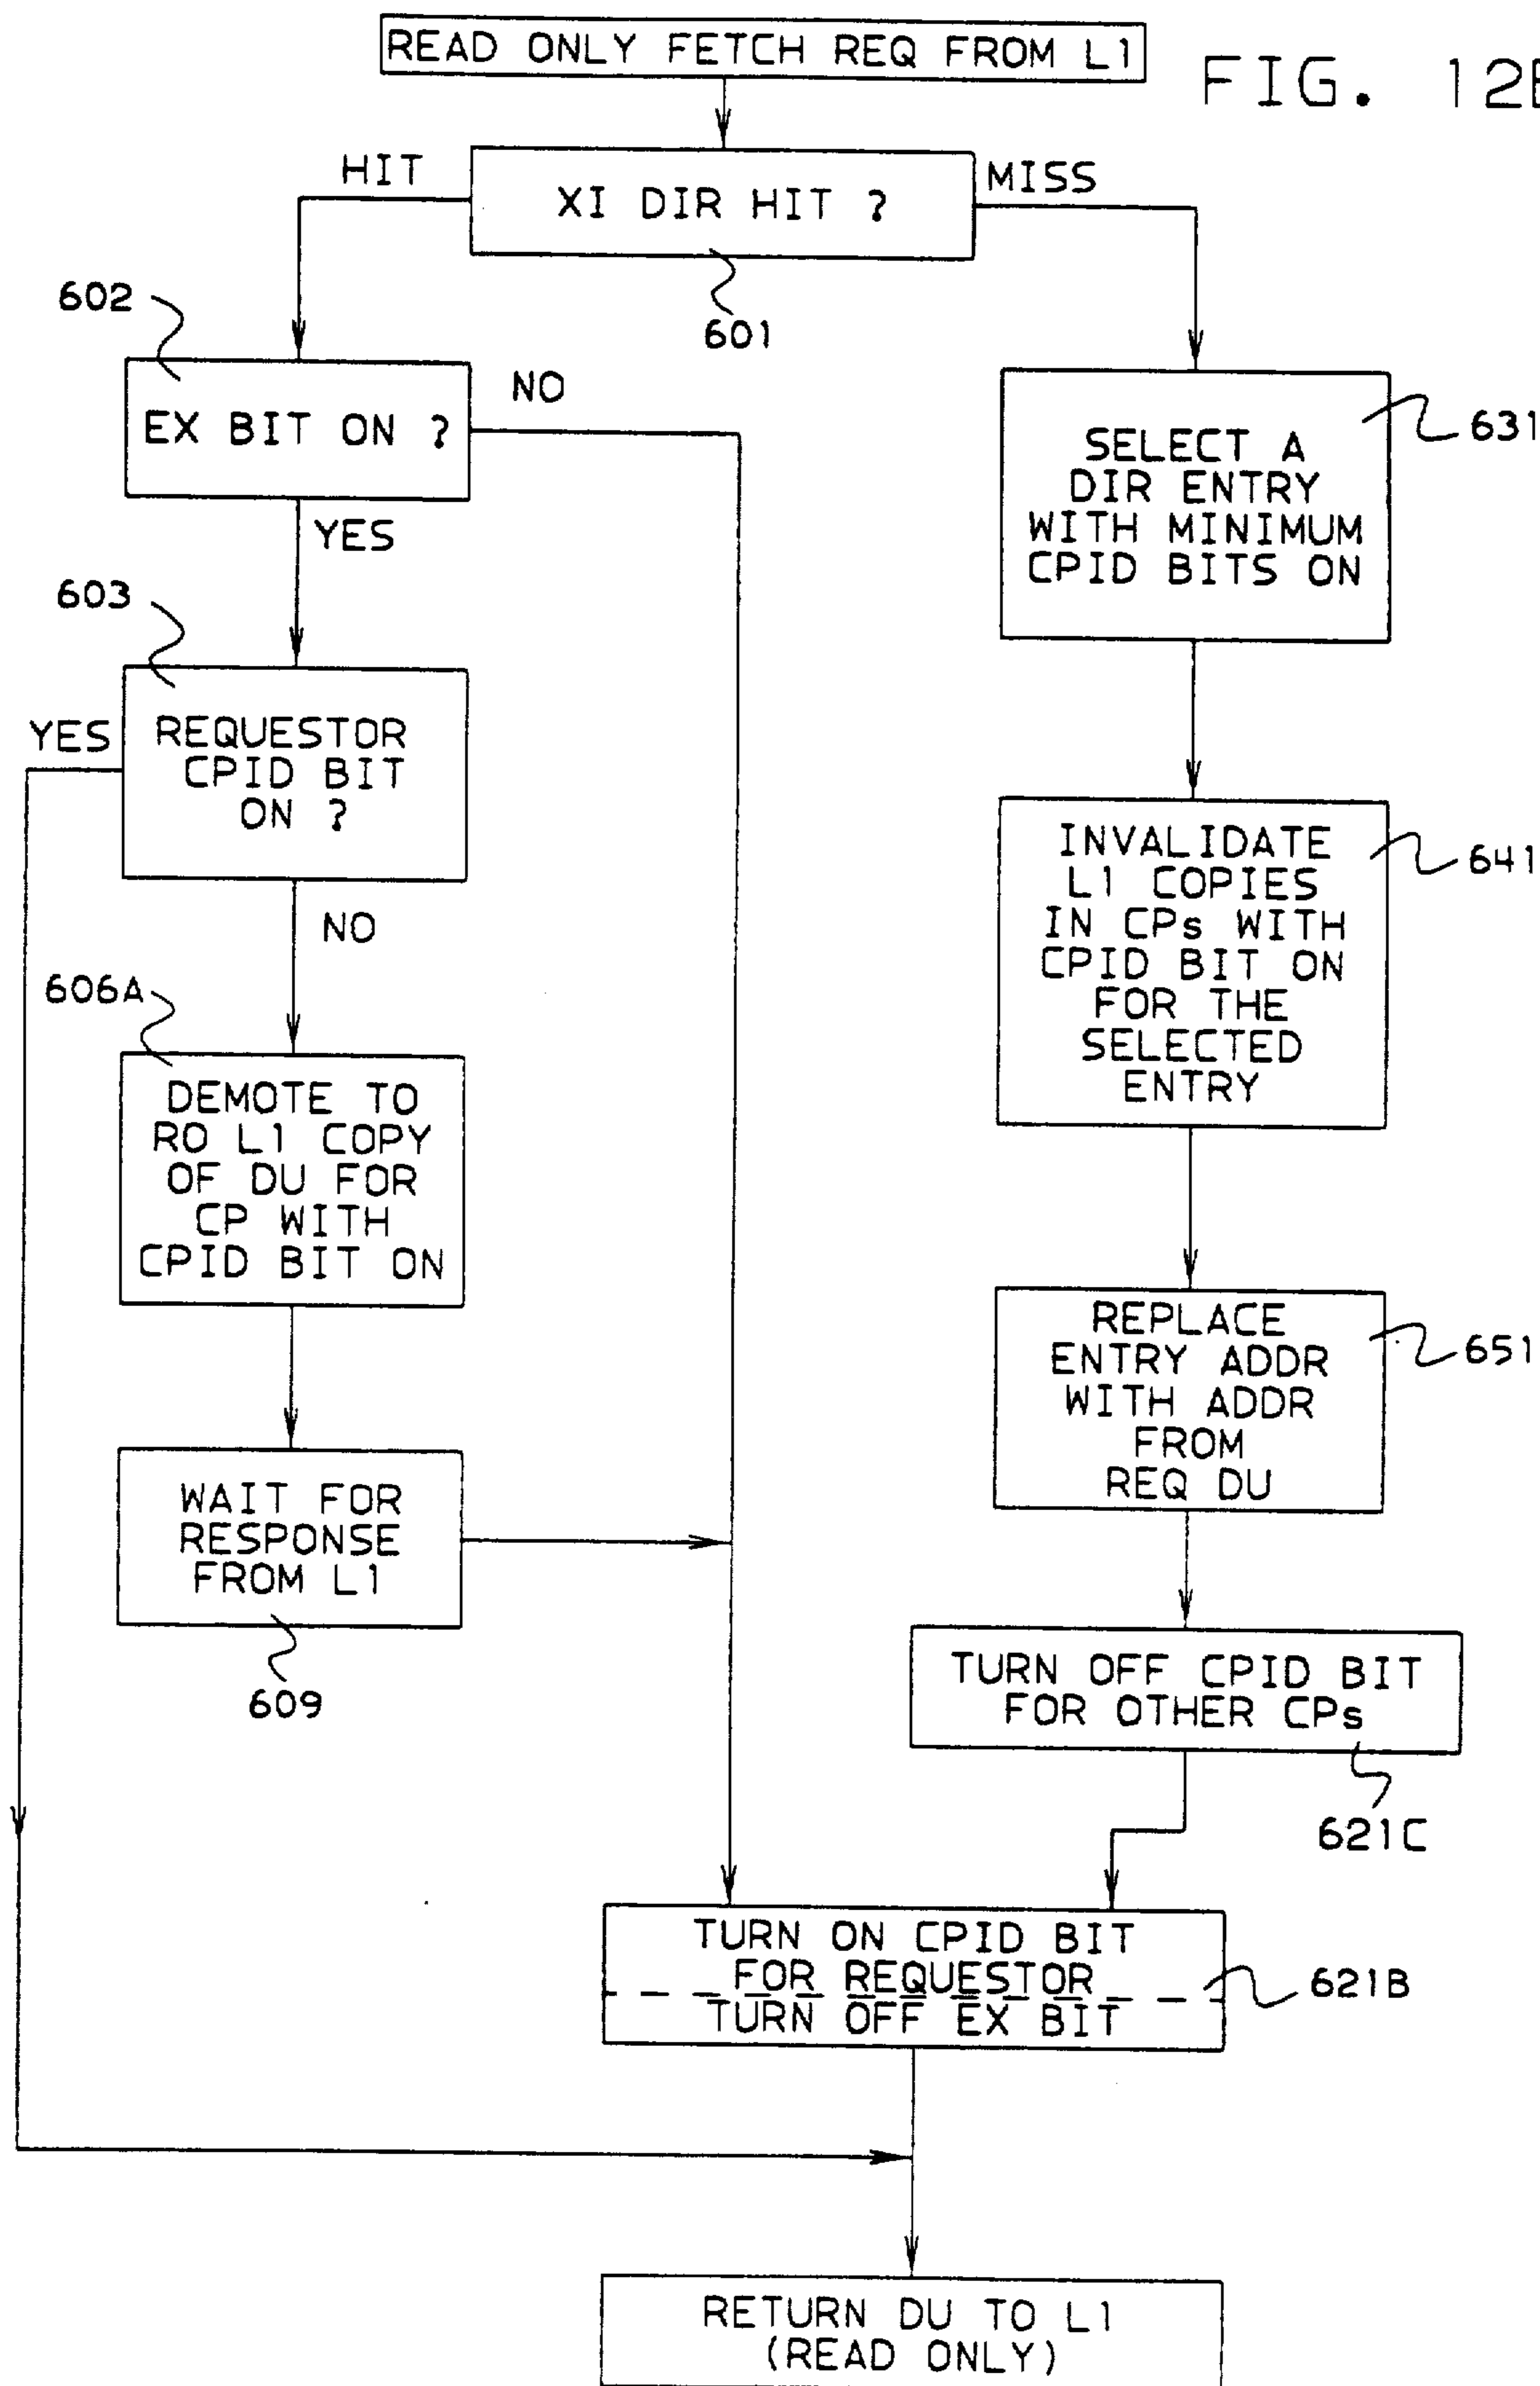 READ ONLY FETCH REQ FROM L1
FIG. 12B
HIT
XI DIR HIT ?
MISS
601
602
EX BIT ON ?
NO
YES
631
SELECT A
DIR ENTRY
WITH MINIMUM
CPID BITS ON
603
YES
REQUESTOR
CPID BIT
ON ?
NO
641
INVALIDATE
L1 COPIES
IN CPs WITH
CPID BIT ON
FOR THE
SELECTED
ENTRY
606A
DEMOTE TO
RO L1 COPY
OF DU FOR
CP WITH
CPID BIT ON
651
REPLACE
ENTRY ADDR
WITH ADDR
FROM
REQ DU
WAIT FOR
RESPONSE
FROM L1
609
TURN OFF CPID BIT
FOR OTHER CPs
621C
TURN ON CPID BIT
FOR REQUESTOR
TURN OFF EX BIT
621B
RETURN DU TO L1
(READ ONLY)